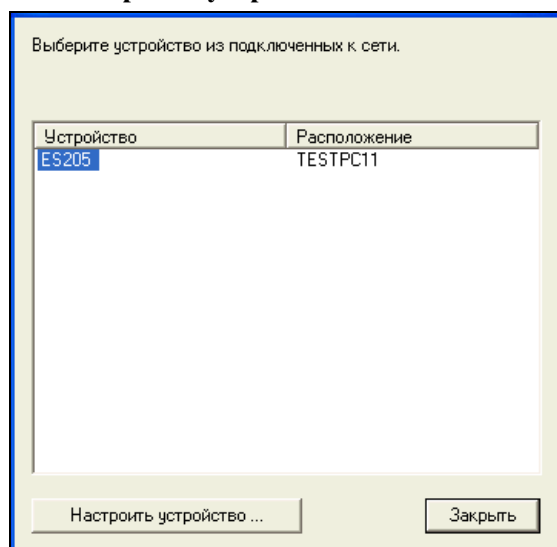 Выберите устройство из подключенных к сети.
Устройство Расположение
ES205 TESTPC11
Настроить устройство ... Закрыть